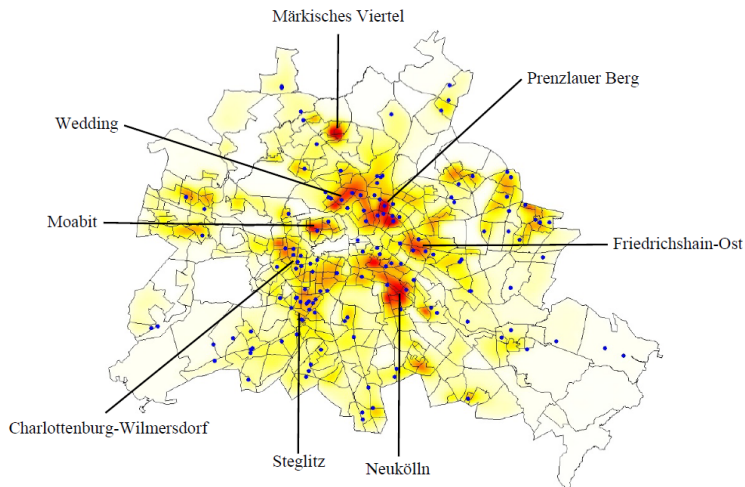 Märkisches Viertel
Prenzlauer Berg
Wedding
Moabit
Friedrichshain-Ost
Charlottenburg-Wilmersdorf
Steglitz
Neukölln